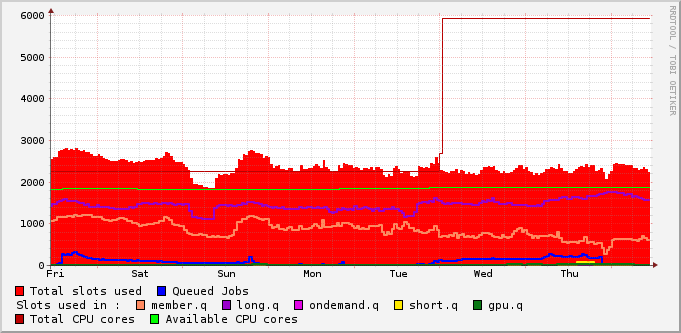 6000
5000
4000
3000
2000
1000
0
Fri Sat Sun Mon Tue Wed Thu
RRDTOOL / TOBI OETIKER
Total slots used Queued Jobs
Slots used in : member.q long.q ondemand.q short.q gpu.q
Total CPU cores Available CPU cores